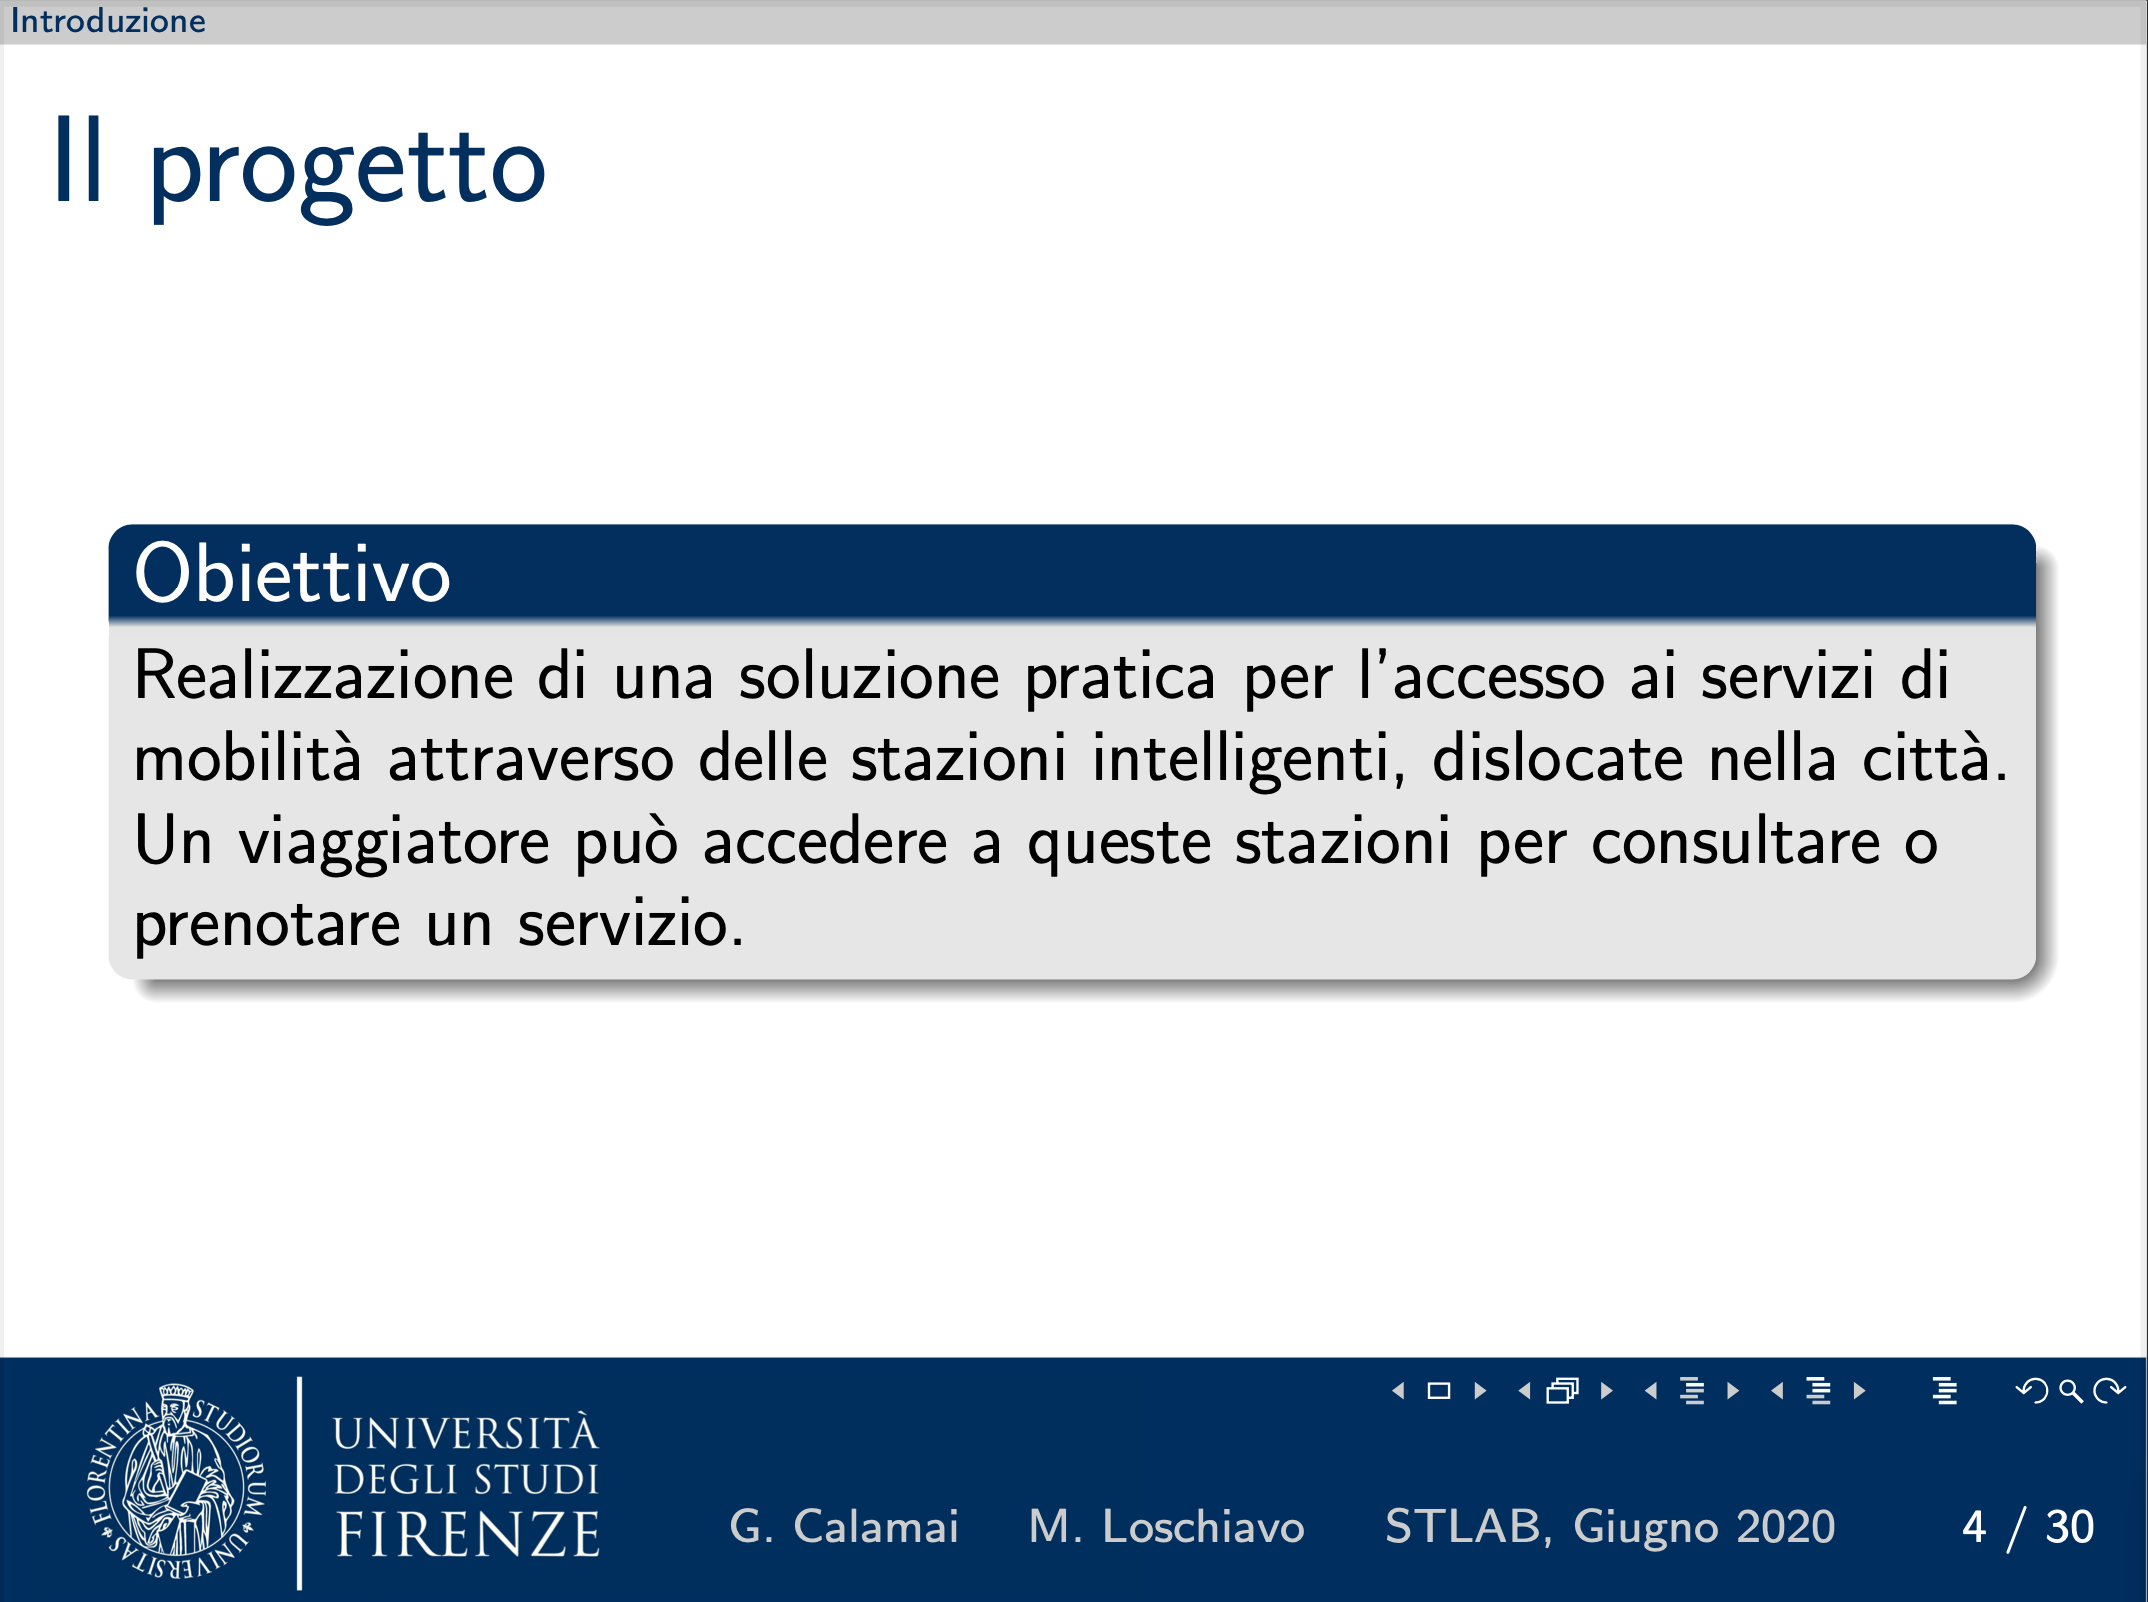 Introduzione
Il progetto
Obiettivo
Realizzazione di una soluzione pratica per l'accesso ai servizi di
mobilità attraverso delle stazioni intelligenti, dislocate nella città.
Un viaggiatore può accedere a queste stazioni per consultare o
prenotare un servizio.
FLORENTINA STUDIORUM UNIVERSITAS
UNIVERSITÀ
DEGLI STUDI
FIRENZE
G. Calamai M. Loschiavo STLAB, Giugno 2020 4 / 30